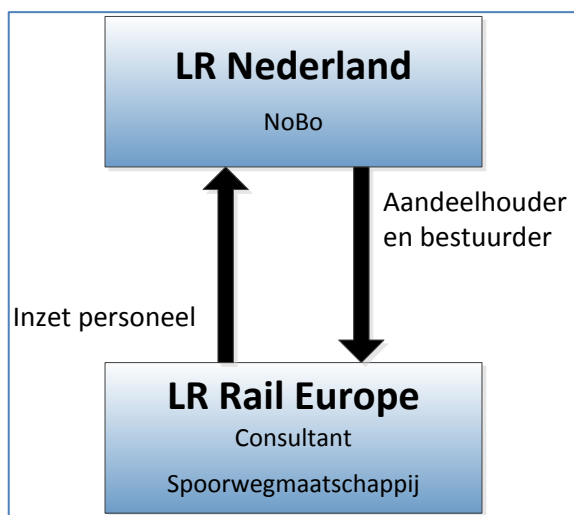 LR Nederland
NoBo
Aandeelhouder
en bestuurder
Inzet personeel
LR Rail Europe
Consultant
Spoorwegmaatschappij